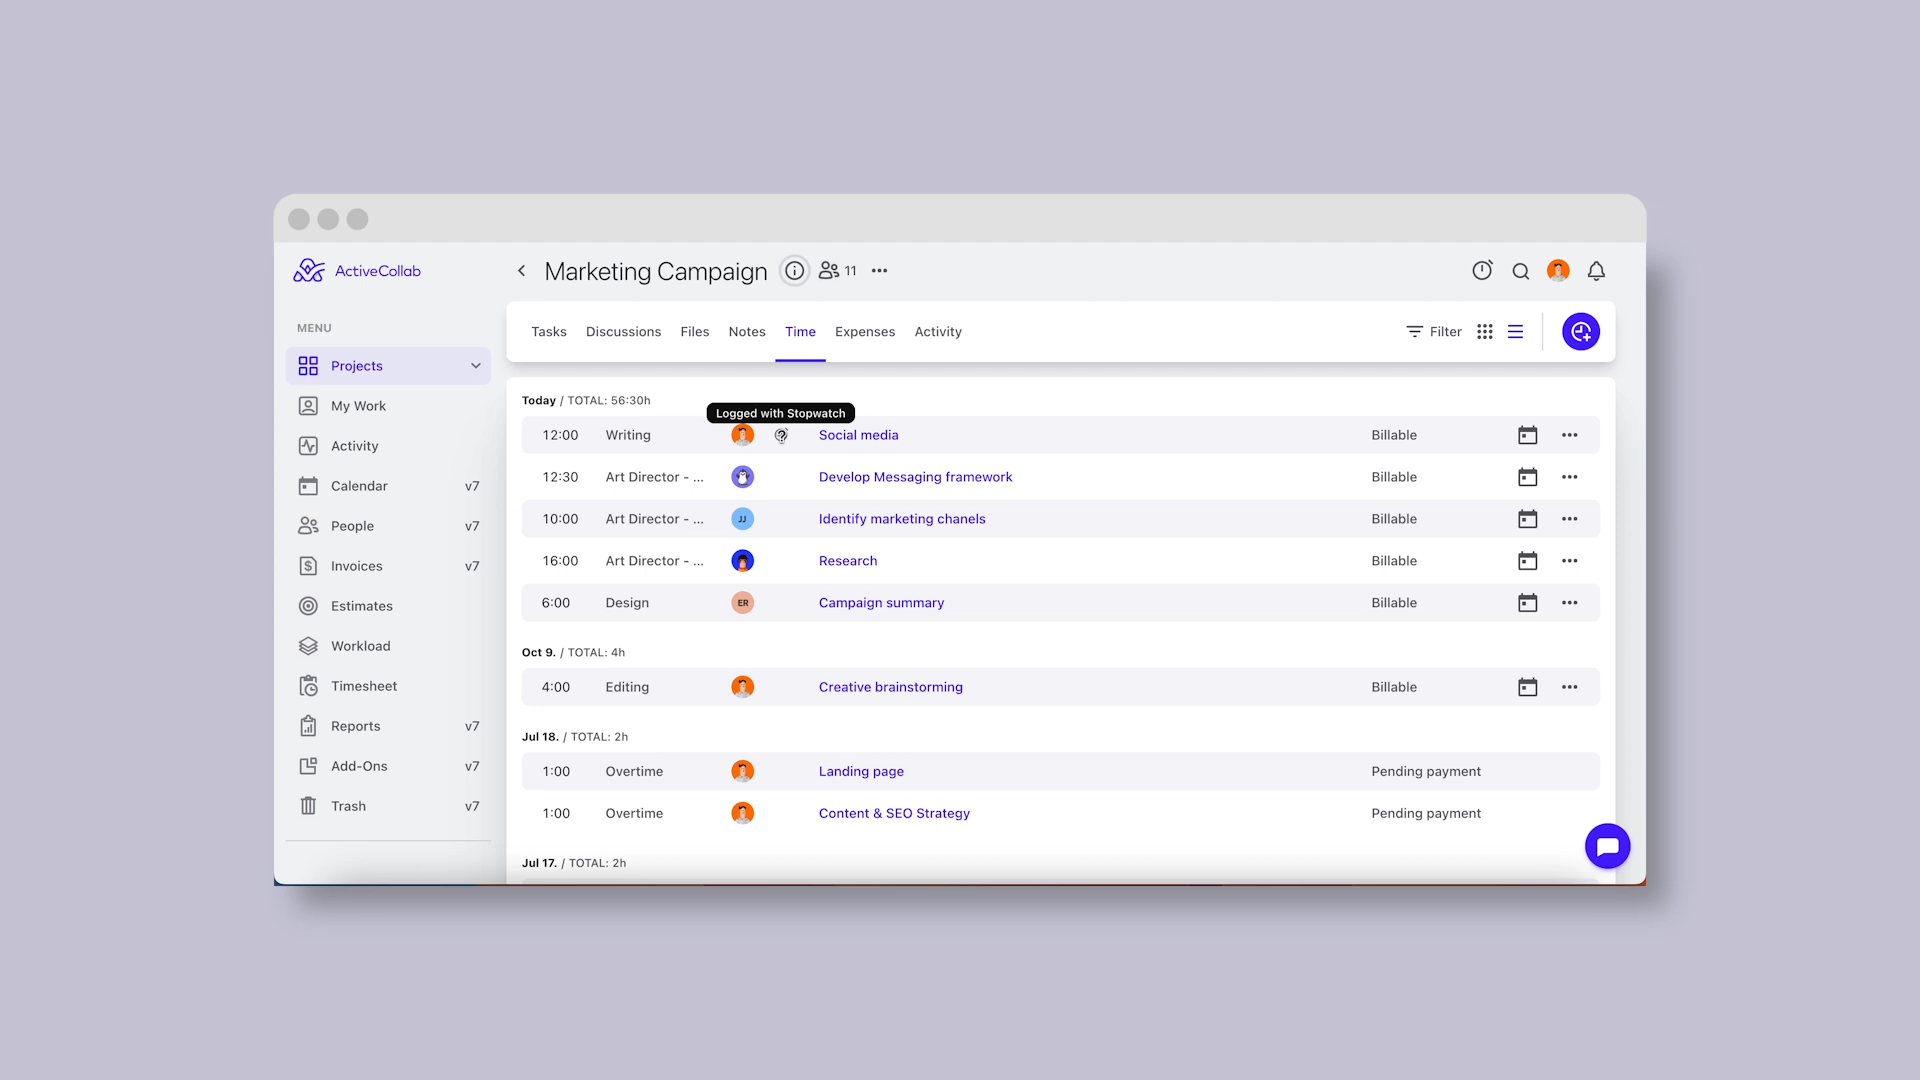 ActiveCollab
Marketing Campaign
11
MENU
Projects
My Work
Activity
Calendar v7
People v7
Invoices v7
Estimates
Workload
Timesheet
Reports v7
Add-Ons v7
Trash v7
Tasks Discussions Files Notes Time Expenses Activity
Filter
Today / TOTAL: 56:30h
Logged with Stopwatch
12:00 Writing Social media Billable
12:30 Art Director - ... Develop Messaging framework Billable
10:00 Art Director - ... JJ Identify marketing chanels Billable
16:00 Art Director - ... Research Billable
6:00 Design ER Campaign summary Billable
Oct 9. / TOTAL: 4h
4:00 Editing Creative brainstorming Billable
Jul 18. / TOTAL: 2h
1:00 Overtime Landing page Pending payment
1:00 Overtime Content & SEO Strategy Pending payment
Jul 17. / TOTAL: 2h